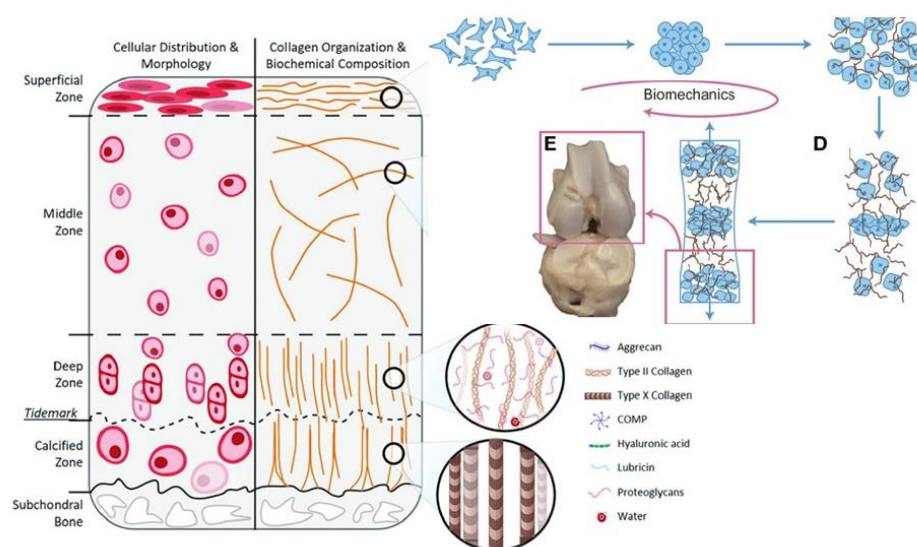 Cellular Distribution &
Morphology
Collagen Organization &
Biochemical Composition
Superficial
Zone
Middle
Zone
Deep
Zone
Tidemark
Calcified
Zone
Subchondral
Bone
Biomechanics
E
D
Aggrecan
Type II Collagen
Type X Collagen
COMP
Hyaluronic acid
Lubricin
Proteoglycans
Water